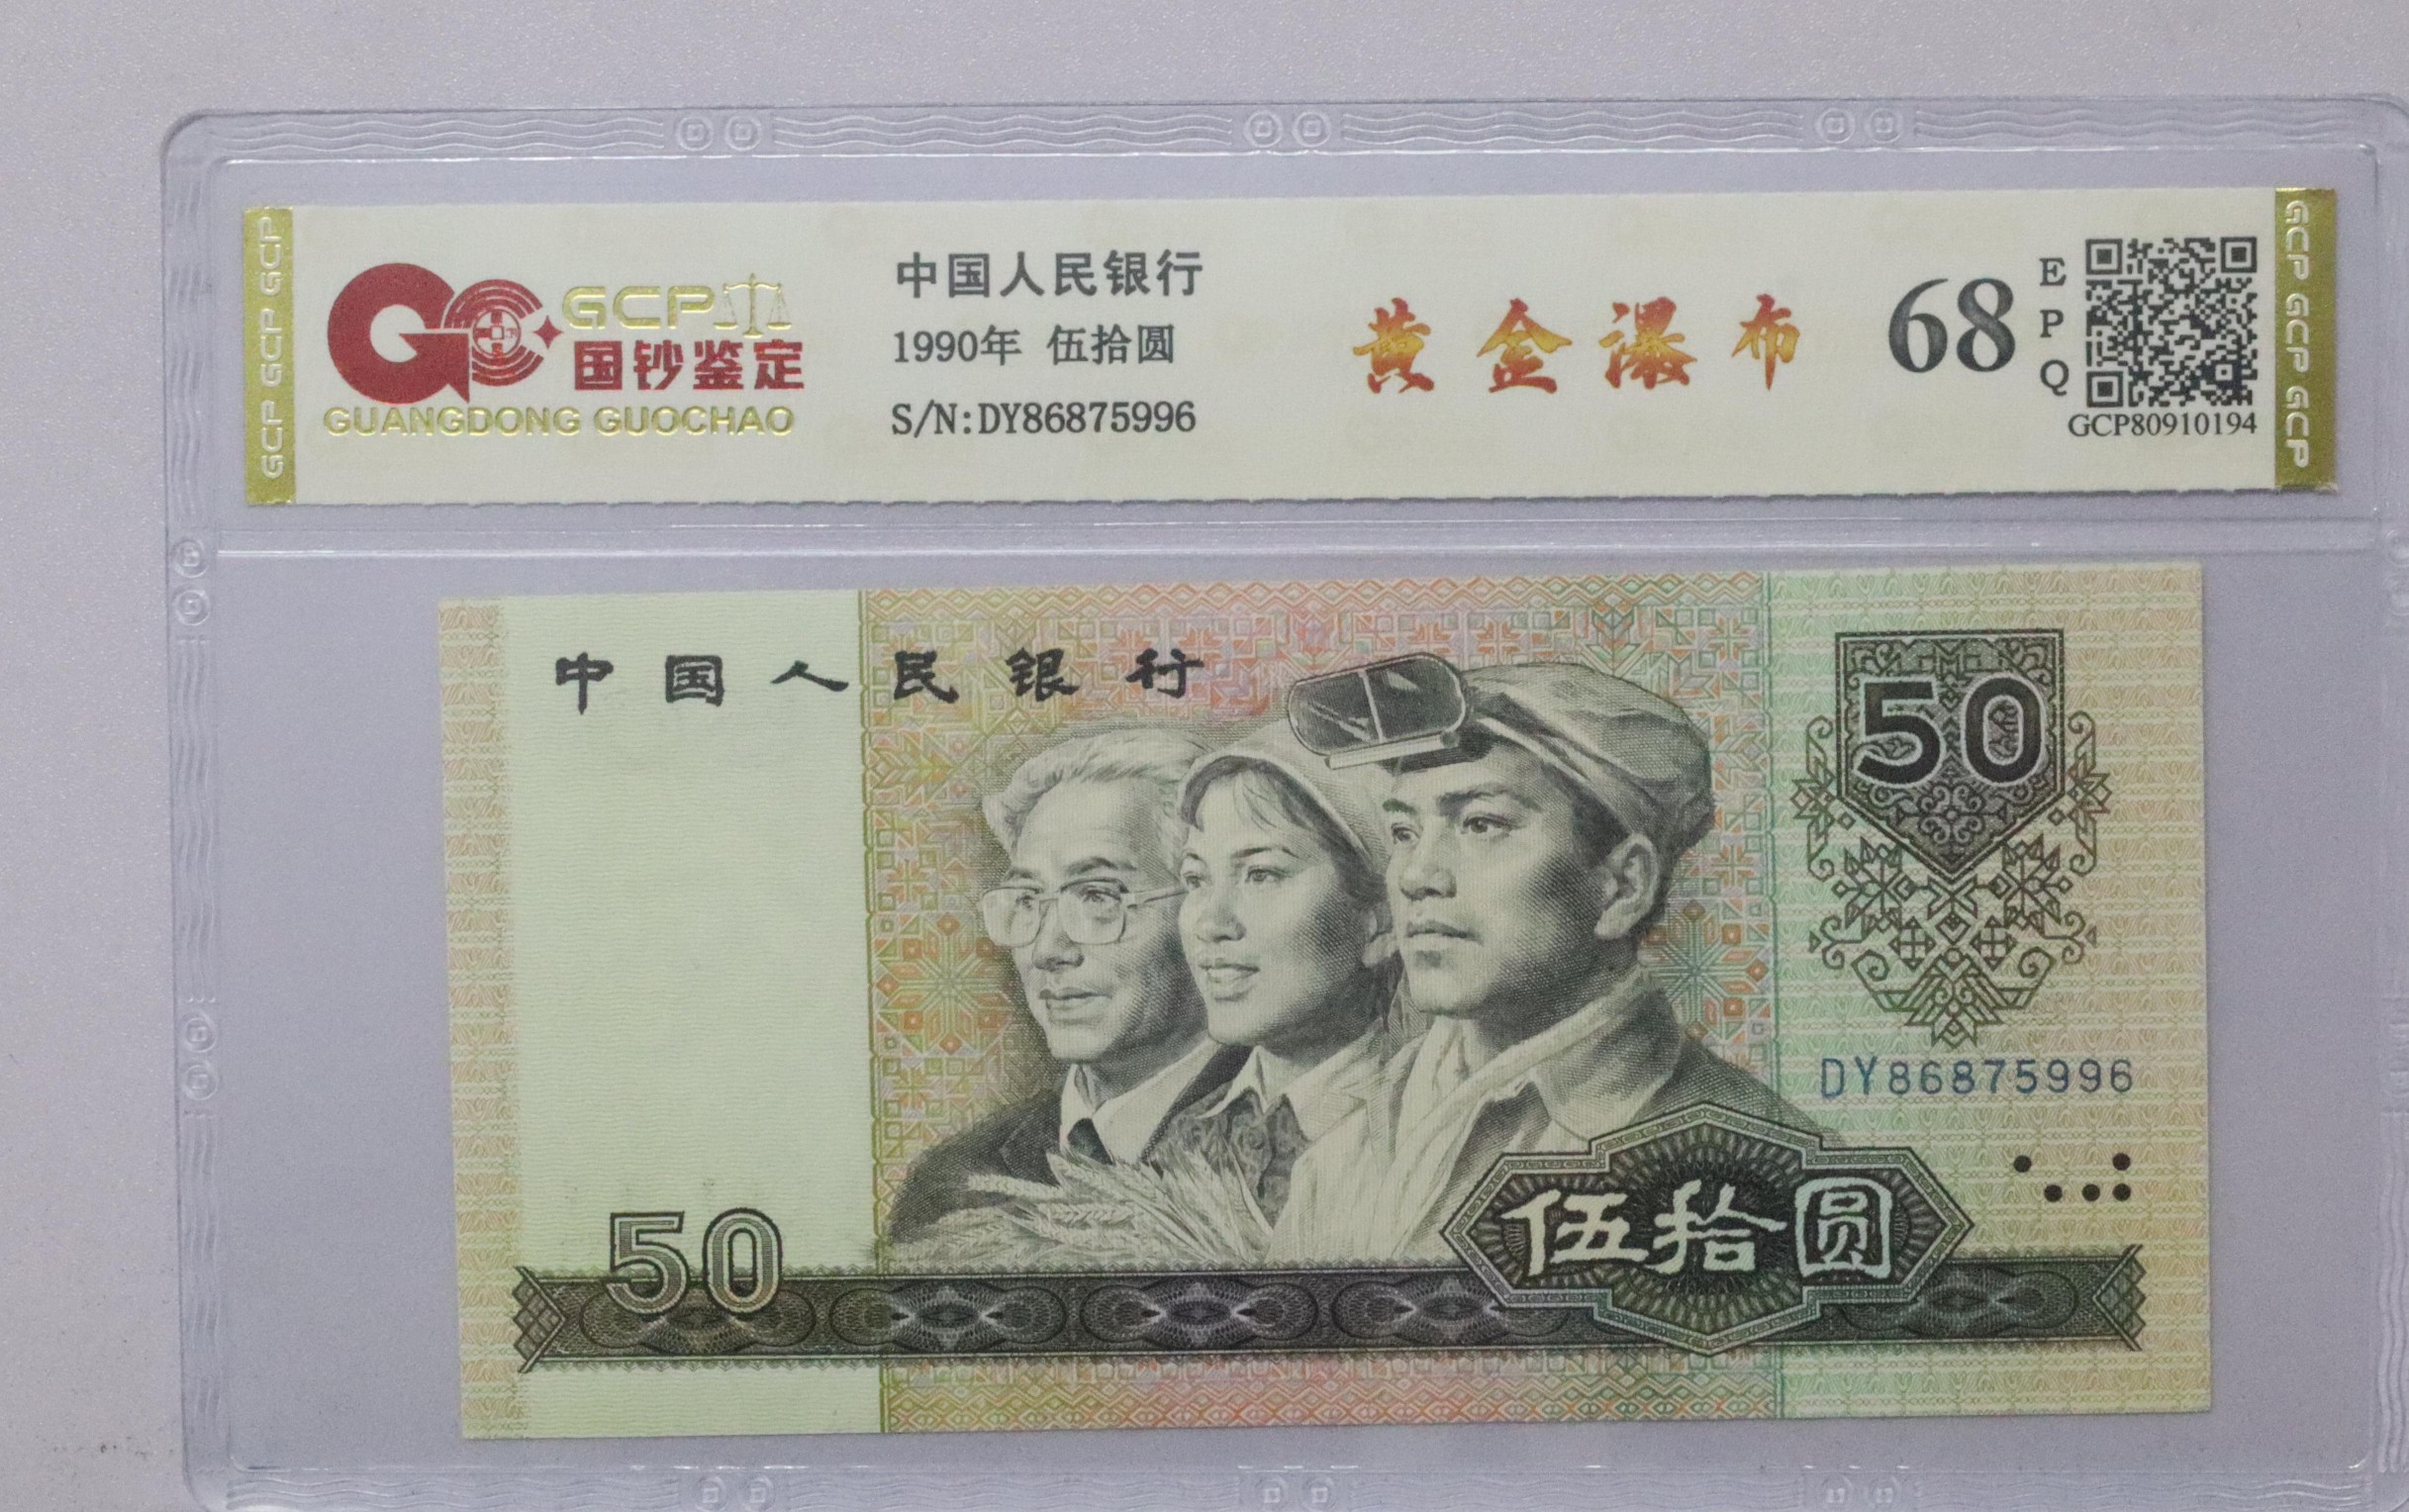 GCP GCP GCP
GCP
国钞鉴定
GUANGDONG GUOCHAO
中国人民银行
1990年 伍拾圆
S/N:DY86875996
黄金瀑布
68
E
P
Q
GCP80910194
GCP GCP GCP
中国人民银行
50
DY86875996
50
伍拾圆